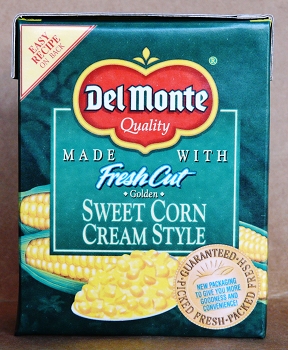 EASY
RECIPE
ON BACK
Del Monte
®
Quality
MADE WITH
Fresh Cut
• Golden •
SWEET CORN
CREAM STYLE
GUARANTEED
PICKED FRESH-PACKED FRESH
NEW PACKAGING
TO GIVE YOU MORE
GOODNESS AND
CONVENIENCE!